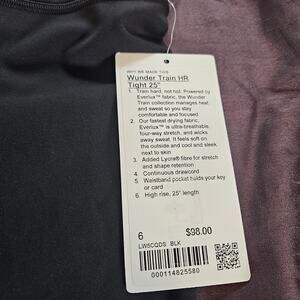 WHY WE MADE THIS
Wunder Train HR
Tight 25"
1. Train hard, not hot. Powered by
Everlux™ fabric, the Wunder
Train collection manages heat
and sweat so you stay
comfortable and focused
2. Our fastest drying fabric,
Everlux™ is ultra-breathable,
four-way stretch, and wicks
away sweat. It feels soft on
the outside and cool and sleek
next to skin
3. Added Lycra® fibre for stretch
and shape retention
4. Continuous drawcord
5. Waistband pocket holds your key
or card
6. High rise, 25" length
6 $98.00
LW5CQDS BLK
000114825580